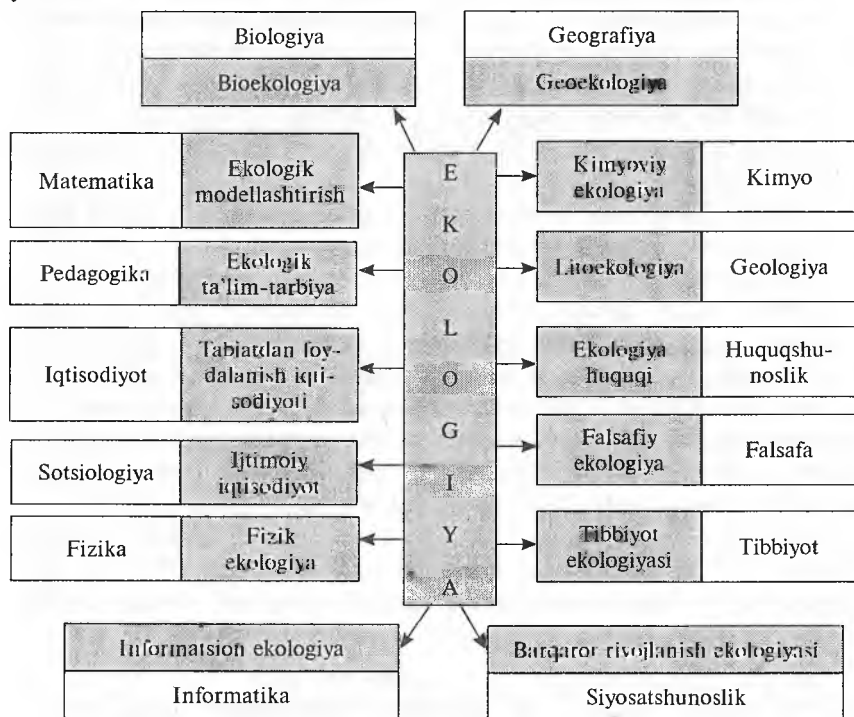 Biologiya
Bioekologiya
Geografiya
Geoekologiya
Matematika
Ekologik
modellashtirish
Pedagogika
Ekologik
ta'lim-tarbiya
Iqtisodiyot
Tabiatdan foy-
dalanish iqti-
sodiyoti
Sotsiologiya
Ijtimoiy
iqtisodiyot
Fizika
Fizik
ekologiya
E
K
O
L
O
G
I
Y
A
Kimyoviy
ekologiya
Kimyo
Litoekologiya
Geologiya
Ekologiya
huquqi
Huquqshu-
noslik
Falsafiy
ekologiya
Falsafa
Tibbiyot
ekologiyasi
Tibbiyot
Informatsion ekologiya
Informatika
Barqaror rivojlanish ekologiyasi
Siyosatshunoslik